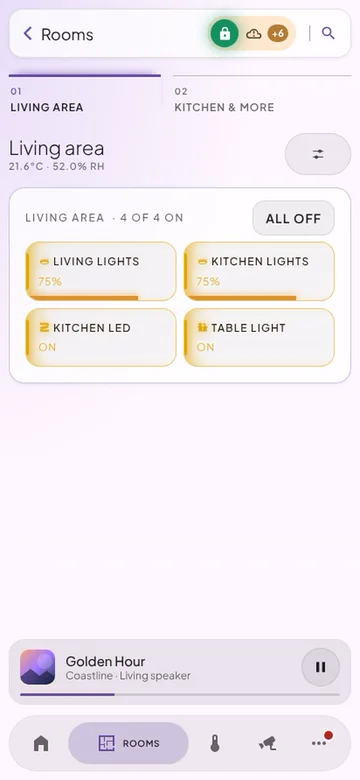 Rooms
+6
01
LIVING AREA
02
KITCHEN & MORE
Living area
21.6°C · 52.0% RH
LIVING AREA · 4 OF 4 ON
ALL OFF
LIVING LIGHTS
75%
KITCHEN LIGHTS
75%
KITCHEN LED
ON
TABLE LIGHT
ON
Golden Hour
Coastline · Living speaker
ROOMS